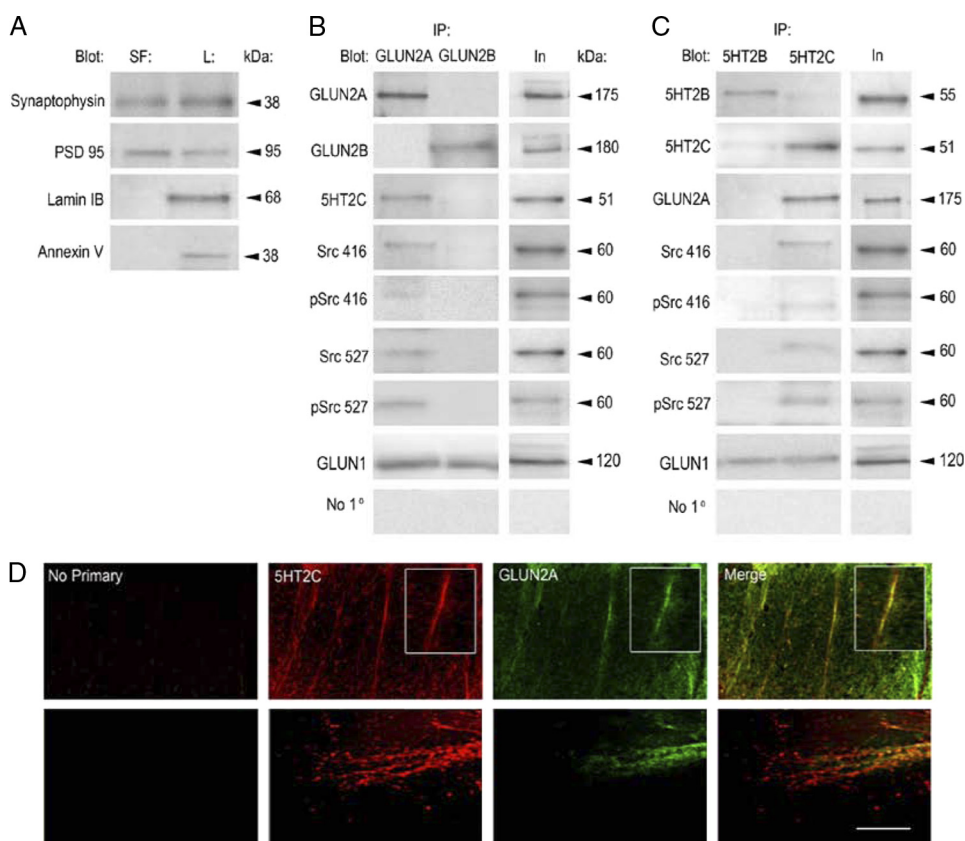 A
Blot: SF: L: kDa:
Synaptophysin 38
PSD 95 95
Lamin IB 68
Annexin V 38
B
IP:
Blot: GLUN2A GLUN2B In kDa:
GLUN2A 175
GLUN2B 180
5HT2C 51
Src 416 60
pSrc 416 60
Src 527 60
pSrc 527 60
GLUN1 120
No 1º
C
IP:
Blot: 5HT2B 5HT2C In
5HT2B 55
5HT2C 51
GLUN2A 175
Src 416 60
pSrc 416 60
Src 527 60
pSrc 527 60
GLUN1 120
No 1º
D
No Primary 5HT2C GLUN2A Merge